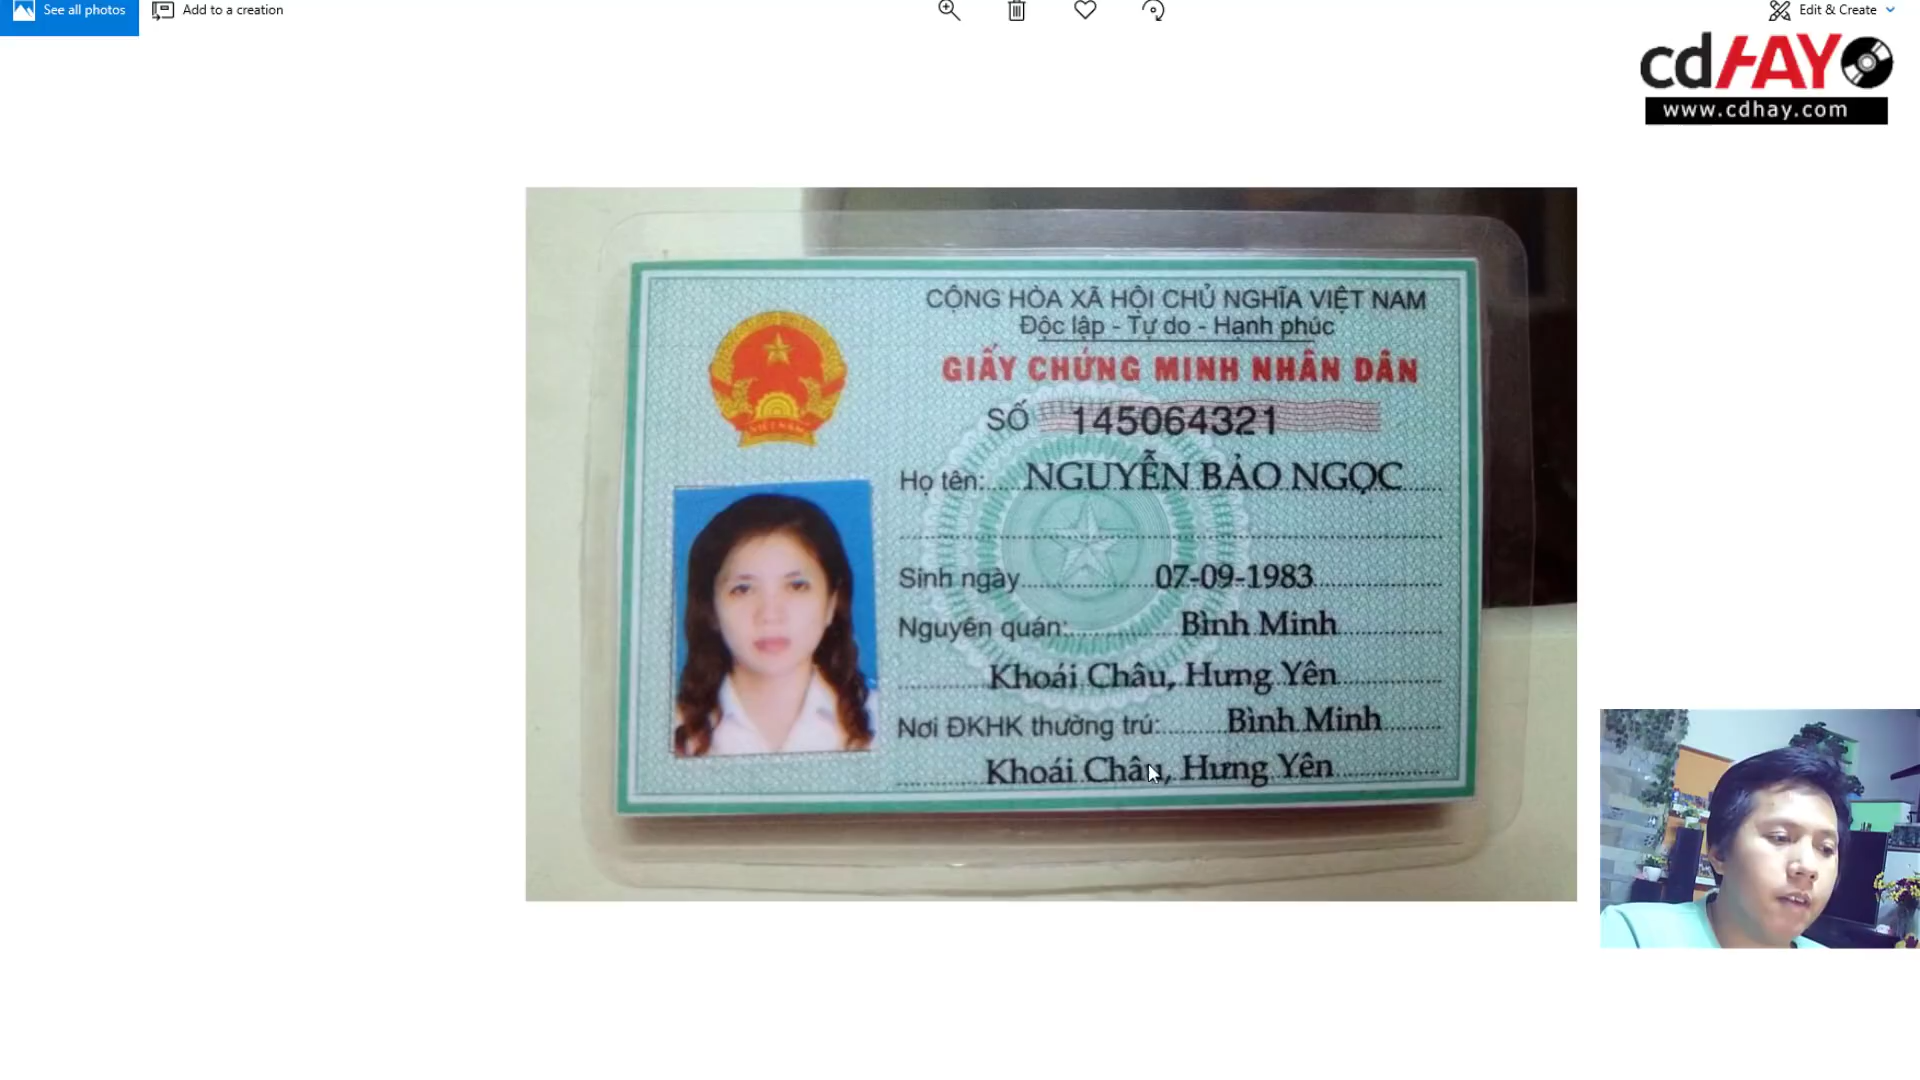 See all photos
Add to a creation
Edit & Create
cdHAY
www.cdhay.com
CỘNG HÒA XÃ HỘI CHỦ NGHĨA VIỆT NAM
Độc lập - Tự do - Hạnh phúc
GIẤY CHỨNG MINH NHÂN DÂN
SỐ 145064321
VIỆT NAM
Họ tên: NGUYỄN BẢO NGỌC
Sinh ngày 07-09-1983
Nguyên quán: Bình Minh
Khoái Châu, Hưng Yên
Nơi ĐKHK thường trú: Bình Minh
Khoái Châu, Hưng Yên